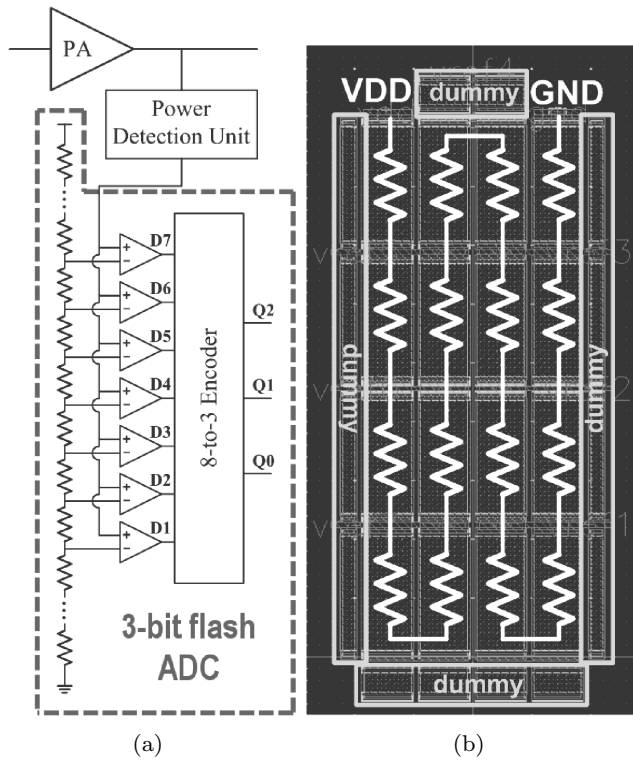 PA
Power
Detection Unit
D7
D6
D5
D4
D3
D2
D1
8-to-3 Encoder
Q2
Q1
Q0
3-bit flash
ADC
(a)
VDD
dummy
GND
dummy
dummy
dummy
(b)